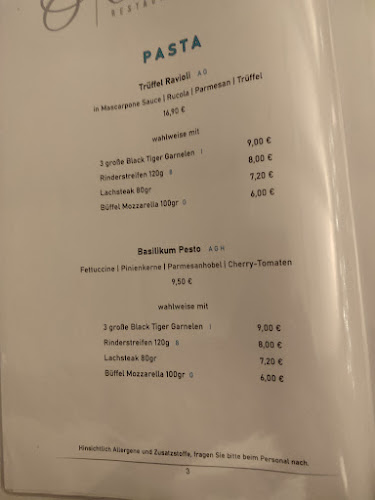 PASTA
Trüffel Ravioli A G
in Mascarpone Sauce | Rucola | Parmesan | Trüffel
16,90 €
wahlweise mit
3 große Black Tiger Garnelen I 9,00 €
Rinderstreifen 120g B 8,00 €
Lachsteak 80gr 7,20 €
Büffel Mozzarella 100gr G 6,00 €
Basilikum Pesto A G H
Fettuccine | Pinienkerne | Parmesanhobel | Cherry-Tomaten
9,50 €
wahlweise mit
3 große Black Tiger Garnelen I 9,00 €
Rinderstreifen 120g B 8,00 €
Lachsteak 80gr 7,20 €
Büffel Mozzarella 100gr G 6,00 €
Hinsichtlich Allergene und Zusatzstoffe, fragen Sie bitte beim Personal nach.
3